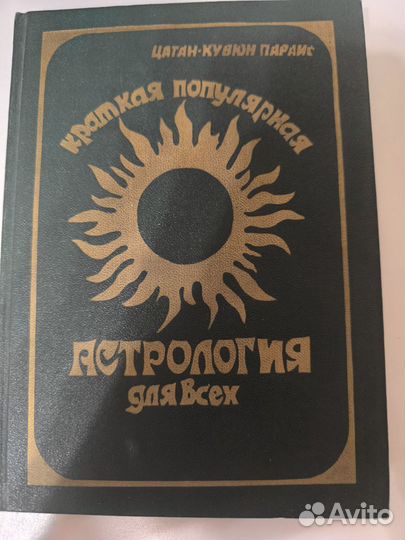 ЦАТАН-КУВЮН ПАРАИС
КРАТКАЯ ПОПУЛЯРНАЯ
АСТРОЛОГИЯ
для всех
Avito